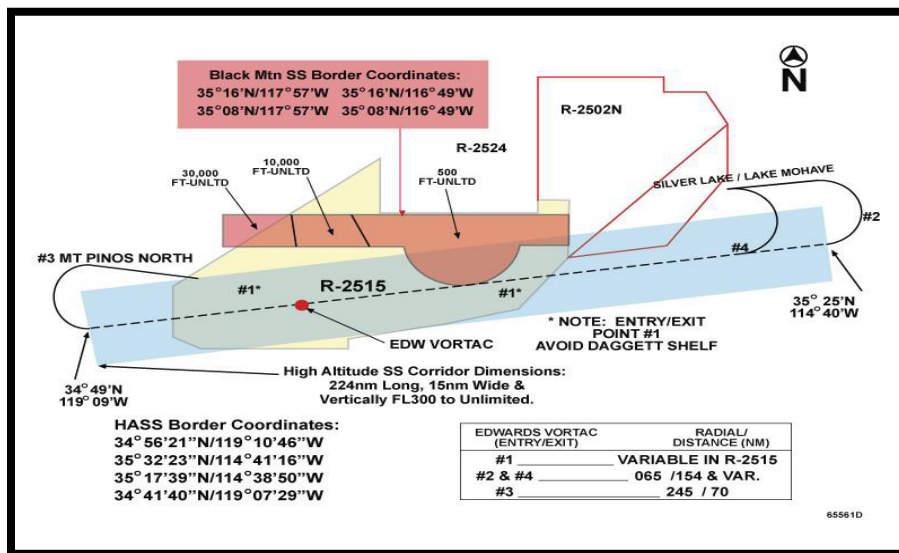 Black Mtn SS Border Coordinates:
35°16'N/117°57'W 35°16'N/116°49'W
35°08'N/117°57'W 35°08'N/116°49'W
N
R-2502N
R-2524
30,000
FT-UNLTD
10,000
FT-UNLTD
500
FT-UNLTD
SILVER LAKE / LAKE MOHAVE
#2
#4
#3 MT PINOS NORTH
#1*
R-2515
#1*
35° 25'N
114° 40'W
* NOTE: ENTRY/EXIT
POINT #1
AVOID DAGGETT SHELF
EDW VORTAC
34°49'N
119°09'W
High Altitude SS Corridor Dimensions:
224nm Long, 15nm Wide &
Vertically FL300 to Unlimited.
HASS Border Coordinates:
34°56'21"N/119°10'46"W
35°32'23"N/114°41'16"W
35°17'39"N/114°38'50"W
34°41'40"N/119°07'29"W
EDWARDS VORTAC RADIAL/
(ENTRY/EXIT) DISTANCE (NM)
#1 __________ VARIABLE IN R-2515
#2 & #4 __________ 065 /154 & VAR.
#3 __________ 245 / 70
65561D